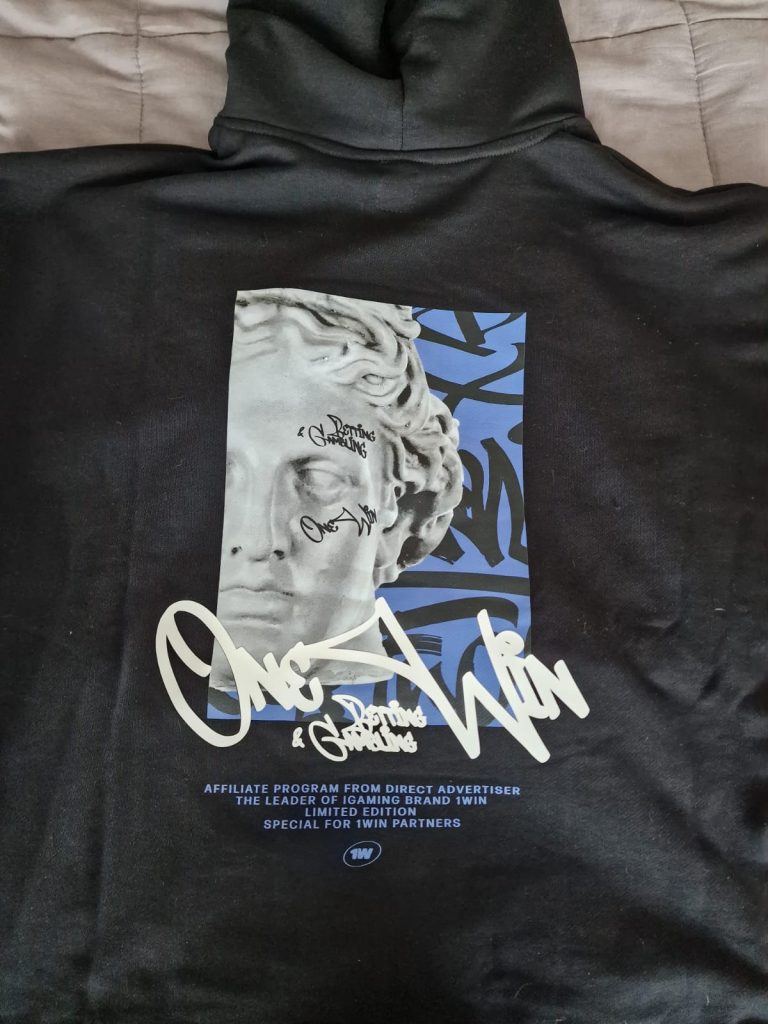 Betting
& Gambling
One Win
One Win
Betting
& Gambling
AFFILIATE PROGRAM FROM DIRECT ADVERTISER
THE LEADER OF IGAMING BRAND 1WIN
LIMITED EDITION
SPECIAL FOR 1WIN PARTNERS
1W